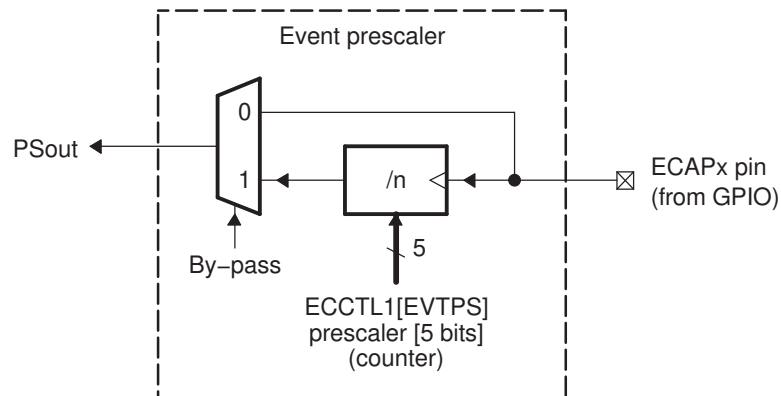 Event prescaler
0
PSout
1
/n
ECAPx pin
(from GPIO)
5
By−pass
ECCTL1[EVTPS]
prescaler [5 bits]
(counter)